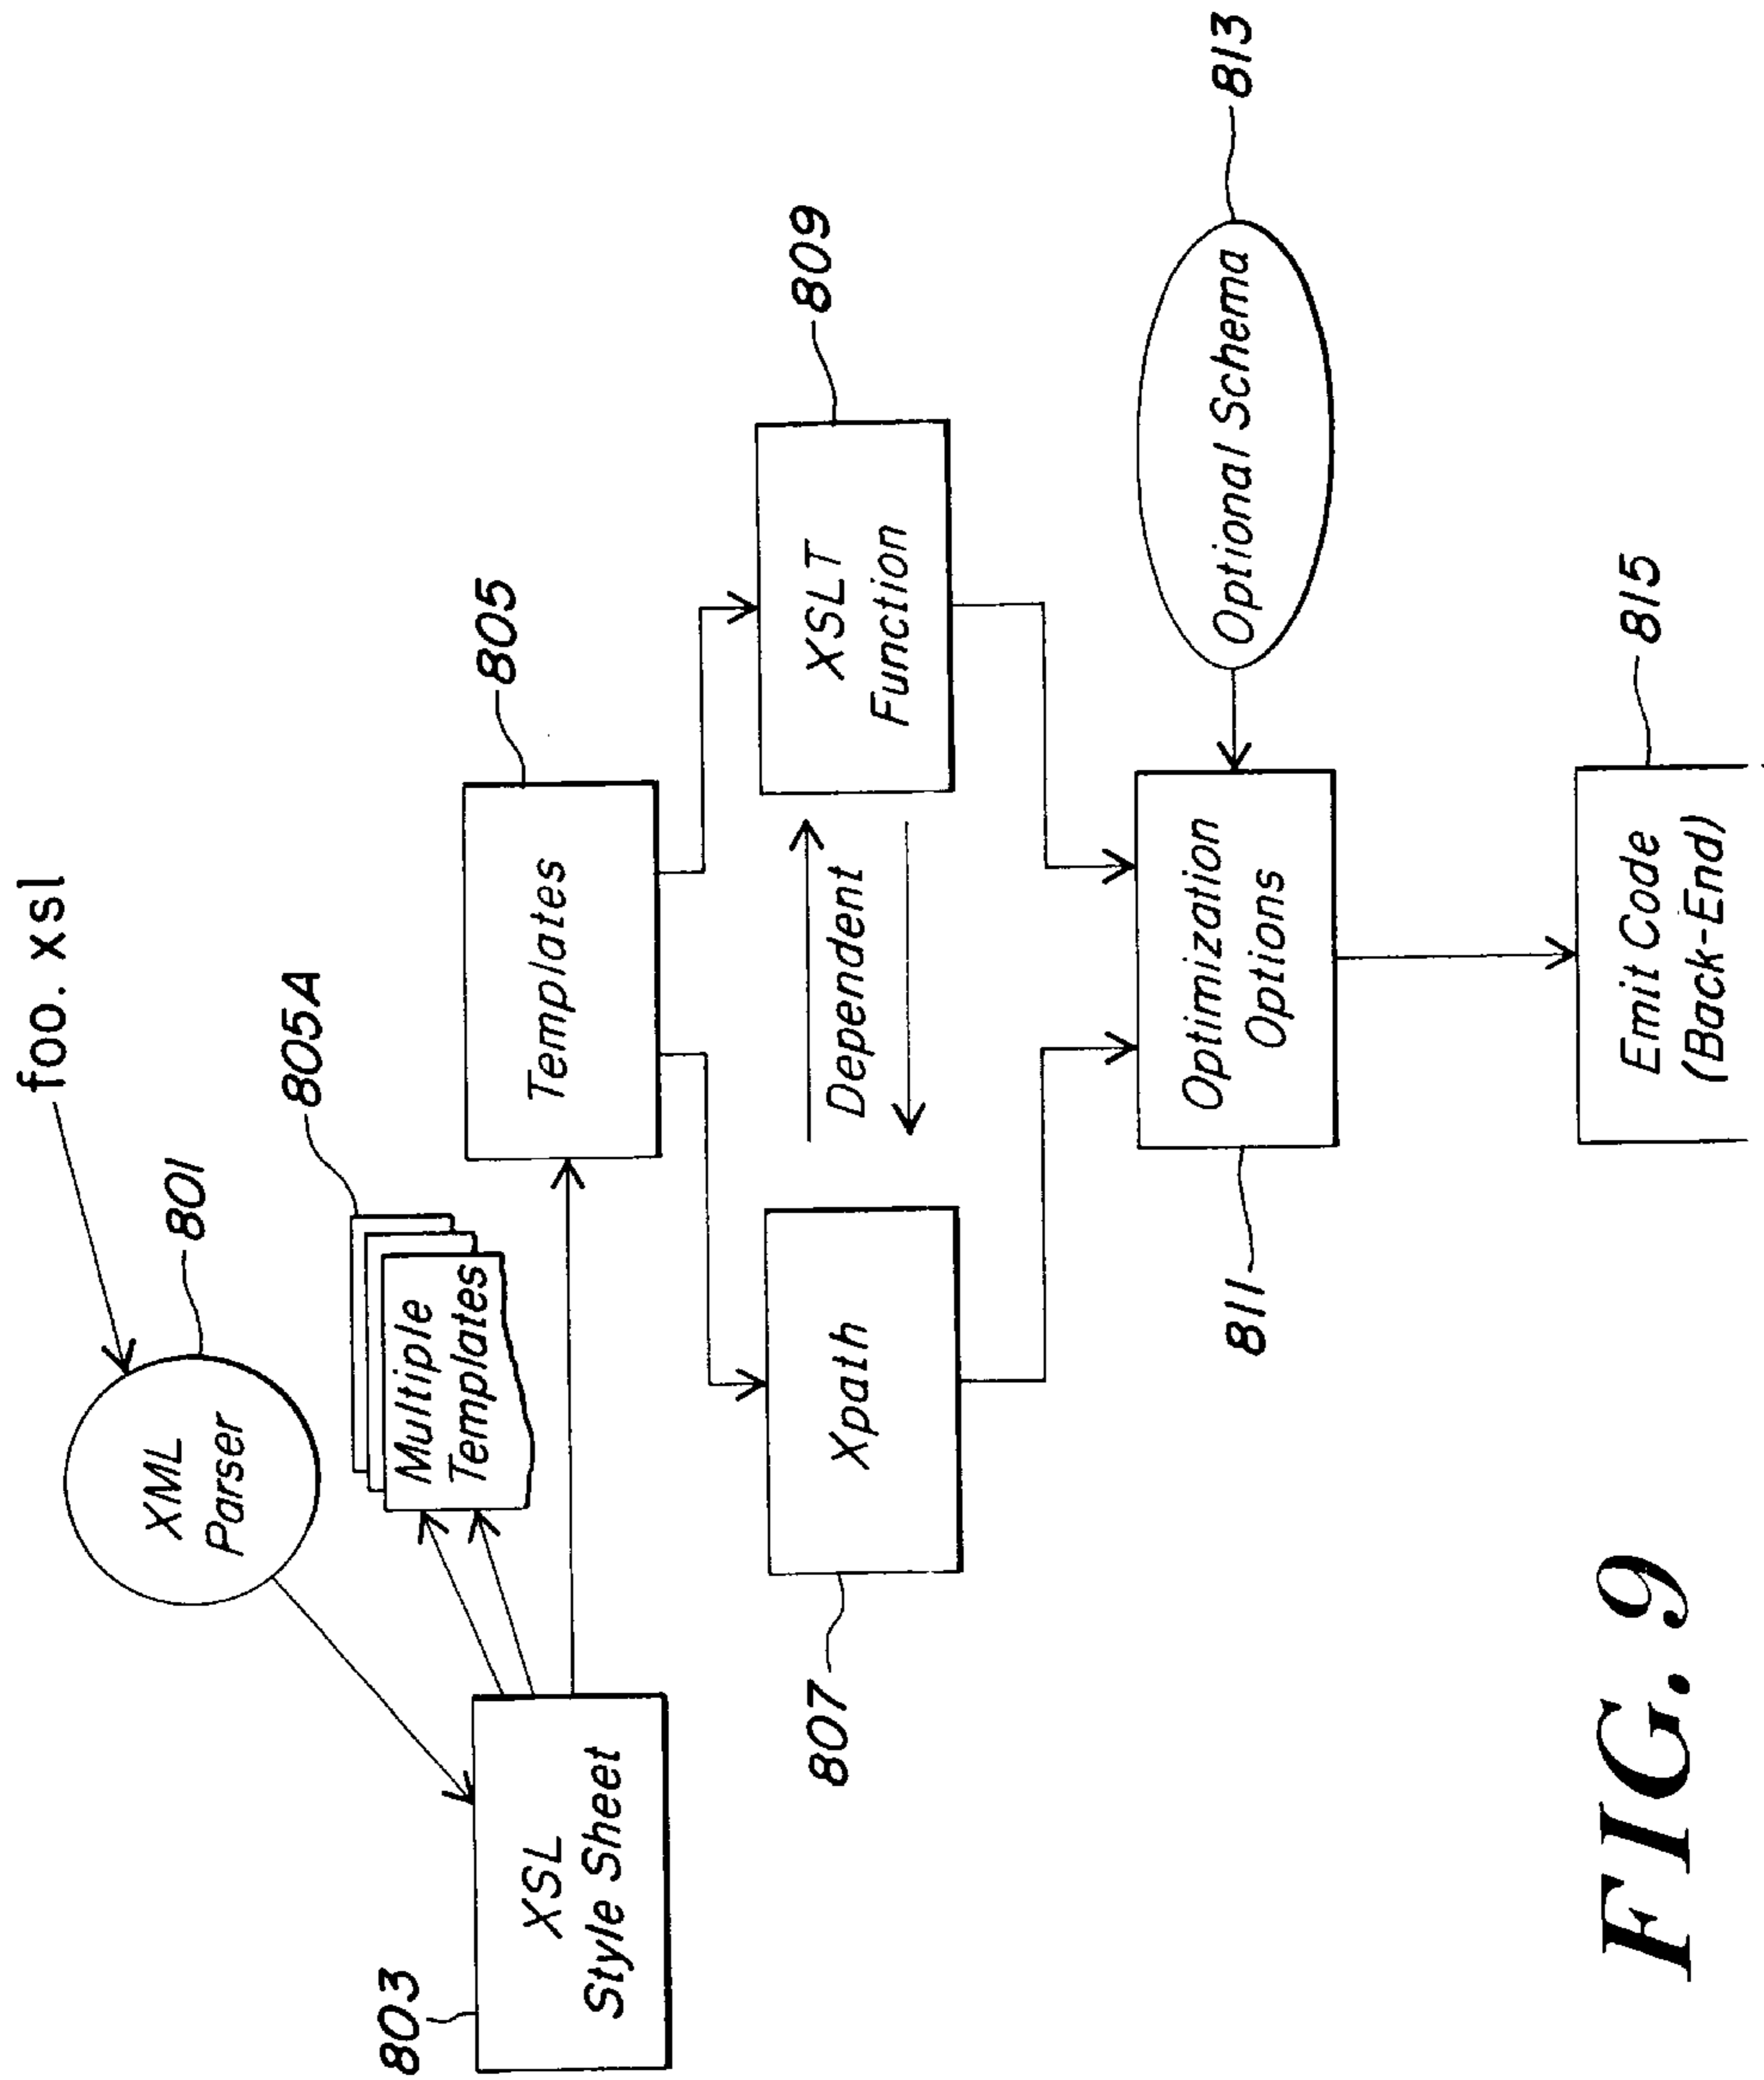 foo. xsl
XML
Parser
801
805A
Multiple
Templates
803
XSL
Style Sheet
Templates
805
807
Xpath
Dependent
XSLT
Function
809
811
Optimization
Options
Optional Schema
813
Emit Code
(Back-End)
815
FIG. 9